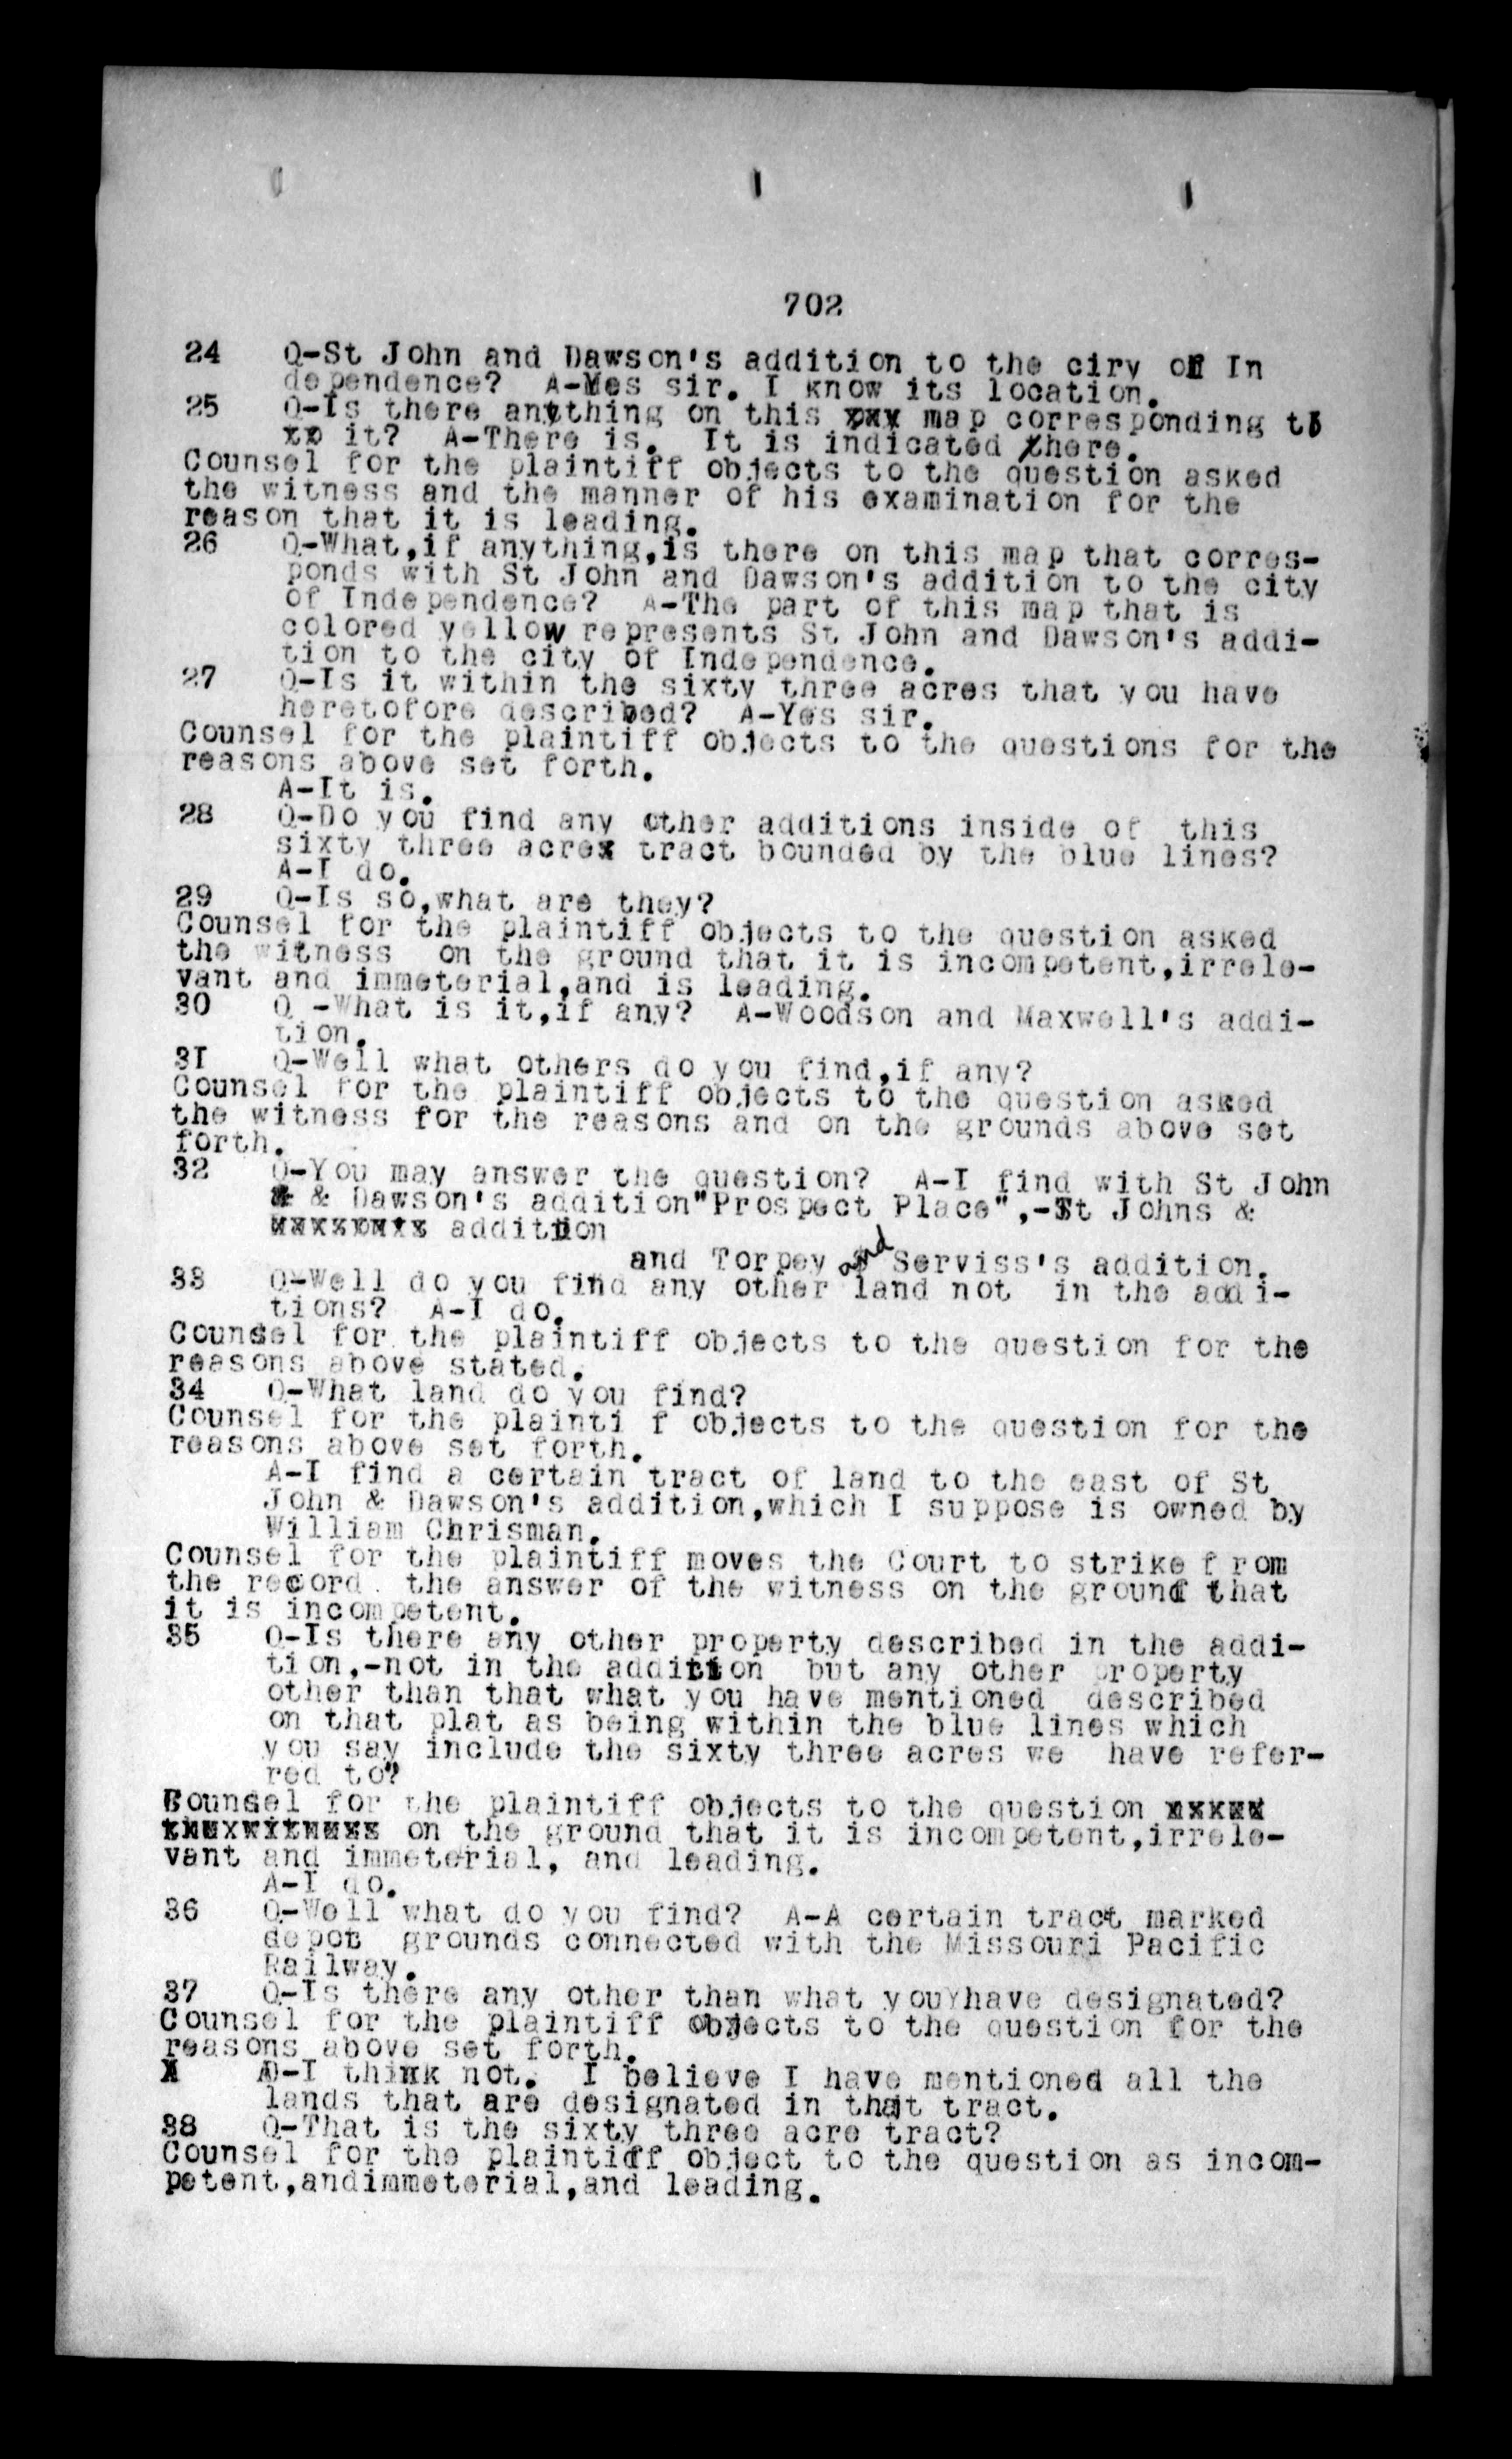 702
24 Q-St John and Dawson's addition to the ciry of In
dependence? A-Yes sir. I know its location.
25 Q-Is there anything on this map corresponding to
it? A-There is. It is indicated there.
Counsel for the plaintiff objects to the question asked
the witness and the manner of his examination for the
reason that it is leading.
26 Q-What,if anything,is there on this map that corres-
ponds with St John and Dawson's addition to the city
of Independence? A-The part of this map that is
colored yellow represents St John and Dawson's addi-
tion to the city of Independence.
27 Q-Is it within the sixty three acres that you have
heretofore described? A-Yes sir.
Counsel for the plaintiff objects to the questions for the
reasons above set forth.
A-It is.
28 Q-Do you find any other additions inside of this
sixty three acre tract bounded by the blue lines?
A-I do.
29 Q-Is so,what are they?
Counsel for the plaintiff objects to the question asked
the witness on the ground that it is incompetent,irrele-
vant and immeterial,and is leading.
30 Q -What is it,if any? A-Woodson and Maxwell's addi-
tion.
31 Q-Well what others do you find,if any?
Counsel for the plaintiff objects to the question asked
the witness for the reasons and on the grounds above set
forth.
32 Q-You may answer the question? A-I find with St John
& Dawson's addition"Prospect Place",-St Johns &
addition
and Torpey and Serviss's addition.
33 Q-Well do you find any other land not in the addi-
tions? A-I do.
Counsel for the plaintiff objects to the question for the
reasons above stated.
34 Q-What land do you find?
Counsel for the plainti f objects to the question for the
reasons above set forth.
A-I find a certain tract of land to the east of St
John & Dawson's addition,which I suppose is owned by
William Chrisman.
Counsel for the plaintiff moves the Court to strike from
the record the answer of the witness on the ground that
it is incompetent.
35 Q-Is there any other property described in the addi-
tion,-not in the addition but any other property
other than that what you have mentioned described
on that plat as being within the blue lines which
you say include the sixty three acres we have refer-
red to?
Counsel for the plaintiff objects to the question
on the ground that it is incompetent,irrele-
vant and immeterial, and leading.
A-I do.
36 Q-Well what do you find? A-A certain tract marked
depot grounds connected with the Missouri Pacific
Railway.
37 Q-Is there any other than what you have designated?
Counsel for the plaintiff objects to the question for the
reasons above set forth.
A-I think not. I believe I have mentioned all the
lands that are designated in that tract.
38 Q-That is the sixty three acre tract?
Counsel for the plaintiff object to the question as incom-
petent,andimmeterial,and leading.